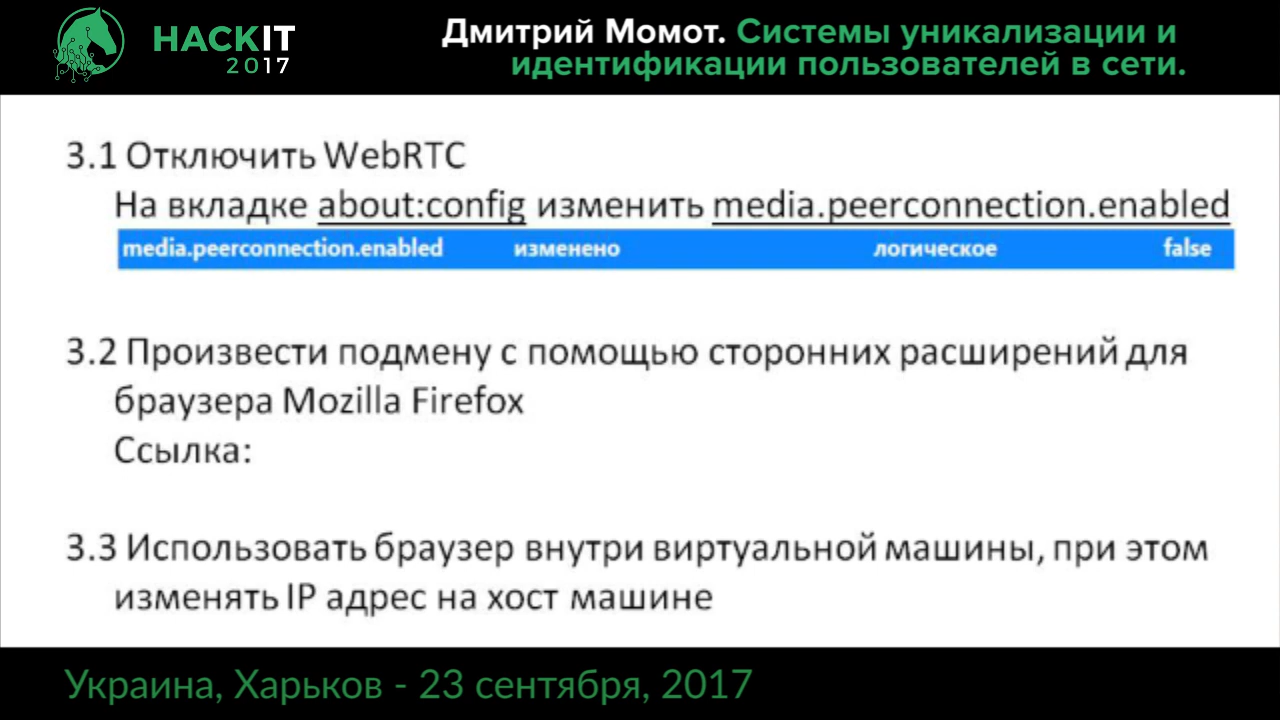 HACKIT
2017
Дмитрий Момот. Системы уникализации и
идентификации пользователей в сети.
3.1 Отключить WebRTC
На вкладке about:config изменить media.peerconnection.enabled
media.peerconnection.enabled изменено логическое false
3.2 Произвести подмену с помощью сторонних расширений для
браузера Mozilla Firefox
Ссылка:
3.3 Использовать браузер внутри виртуальной машины, при этом
изменять IP адрес на хост машине
Украина, Харьков - 23 сентября, 2017